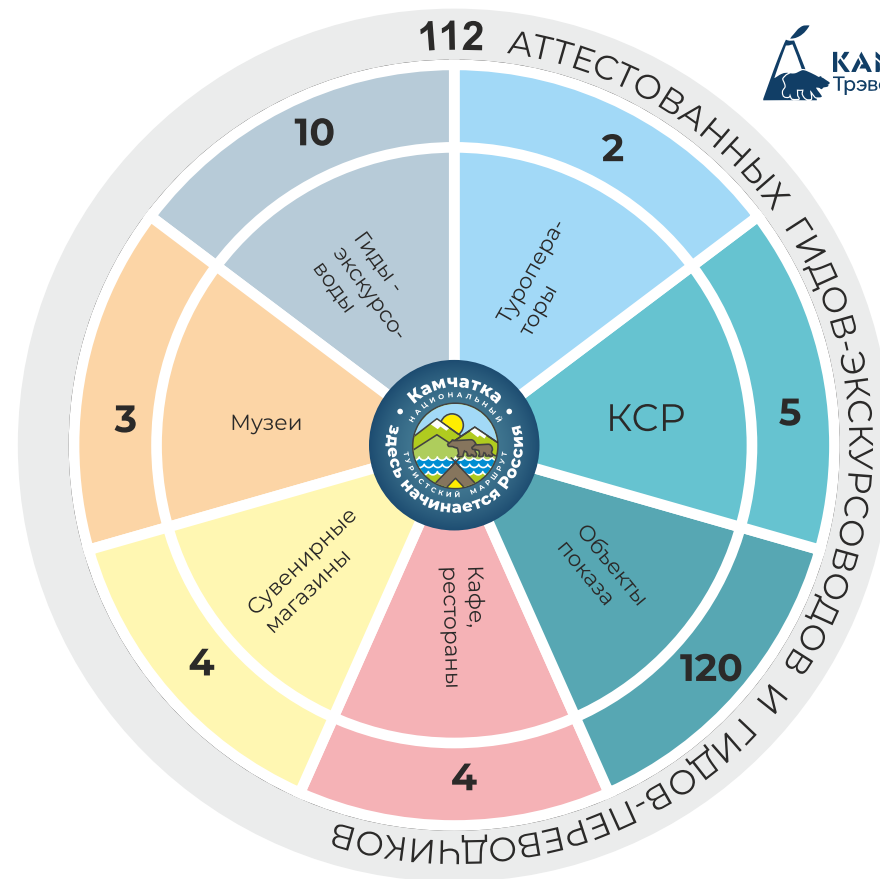 112 АТТЕСТОВАННЫХ ГИДОВ-ЭКСКУРСОВОДОВ И ГИДОВ-ПЕРЕВОДЧИКОВ
Трэв
10
Гиды -
экскурсо-
воды
2
Туропера-
торы
5
КСР
120
Объекты
показа
4
Кафе,
рестораны
4
Сувенирные
магазины
3
Музеи
Камчатка
НАЦИОНАЛЬНЫЙ
ТУРИСТСКИЙ МАРШРУТ
здесь начинается Россия